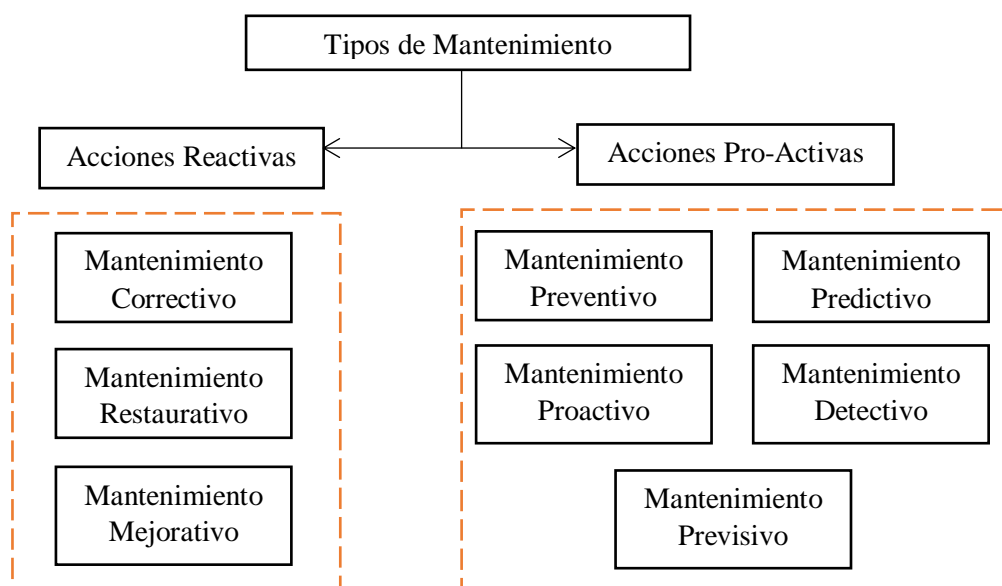 Tipos de Mantenimiento
Acciones Reactivas
Acciones Pro-Activas
Mantenimiento
Correctivo
Mantenimiento
Restaurativo
Mantenimiento
Mejorativo
Mantenimiento
Preventivo
Mantenimiento
Predictivo
Mantenimiento
Proactivo
Mantenimiento
Detectivo
Mantenimiento
Previsivo